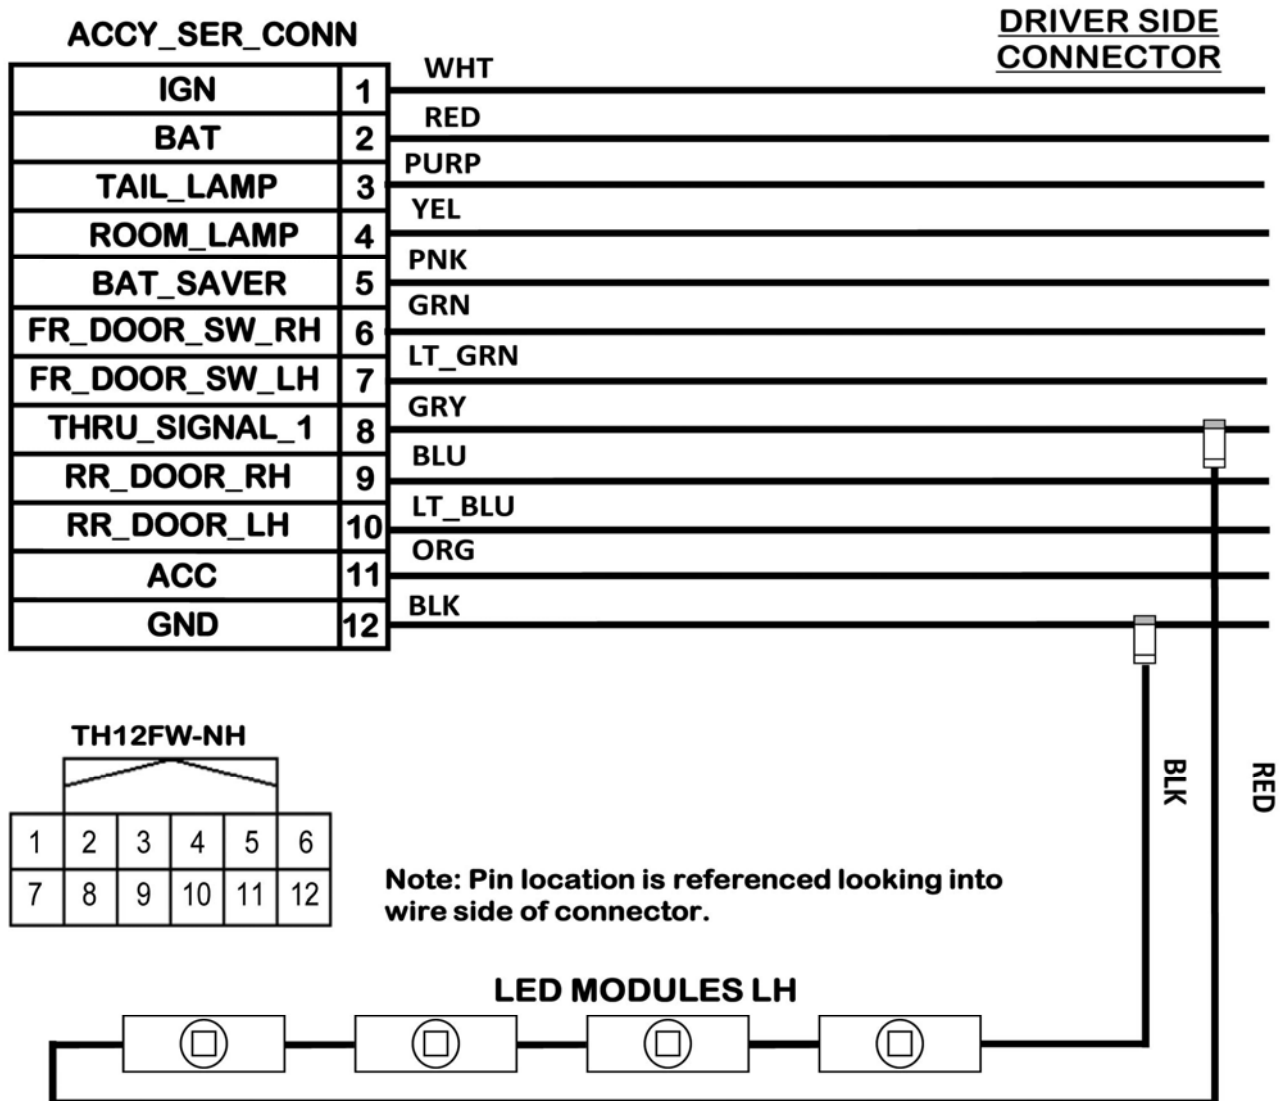 ACCY_SER_CONN
DRIVER SIDE
CONNECTOR
IGN 1 WHT
BAT 2 RED
TAIL_LAMP 3 PURP
ROOM_LAMP 4 YEL
BAT_SAVER 5 PNK
FR_DOOR_SW_RH 6 GRN
FR_DOOR_SW_LH 7 LT_GRN
THRU_SIGNAL_1 8 GRY
RR_DOOR_RH 9 BLU
RR_DOOR_LH 10 LT_BLU
ACC 11 ORG
GND 12 BLK
BLK
RED
TH12FW-NH
1 2 3 4 5 6
7 8 9 10 11 12
Note: Pin location is referenced looking into
wire side of connector.
LED MODULES LH